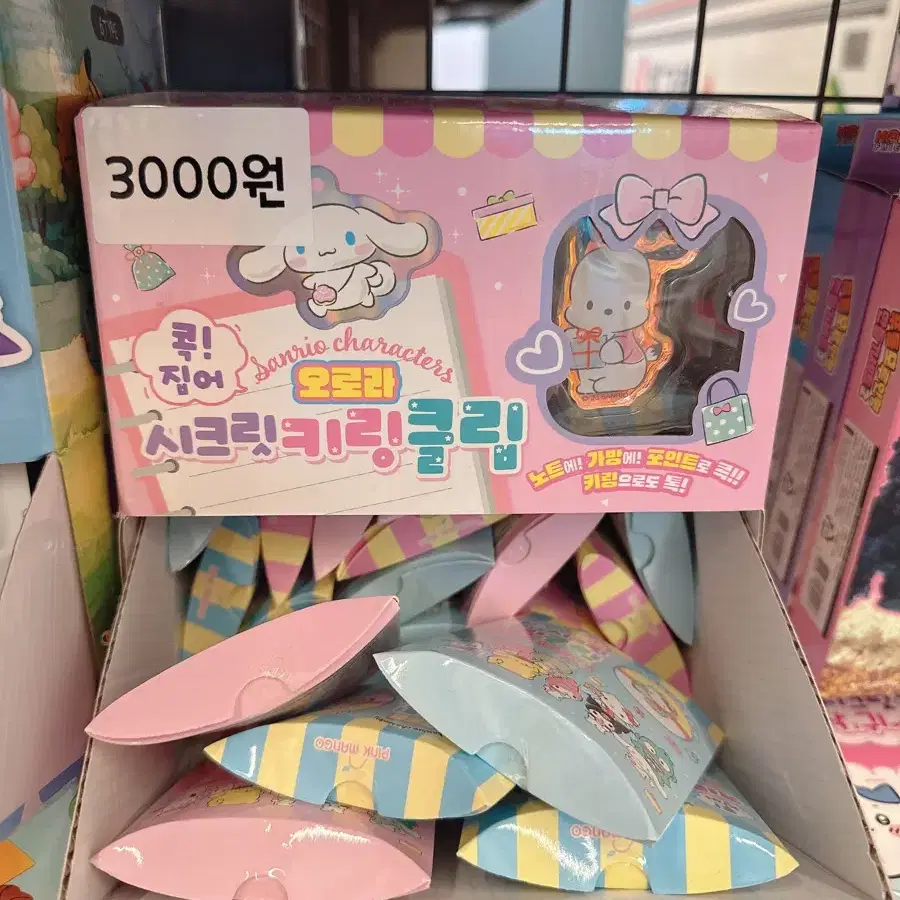 3000원
콕!
집어
Sanrio characters
오로라
시크릿키링클립
노트에! 가방에! 포인트로 콕!!
키링으로도 톡!
PINK MANGO